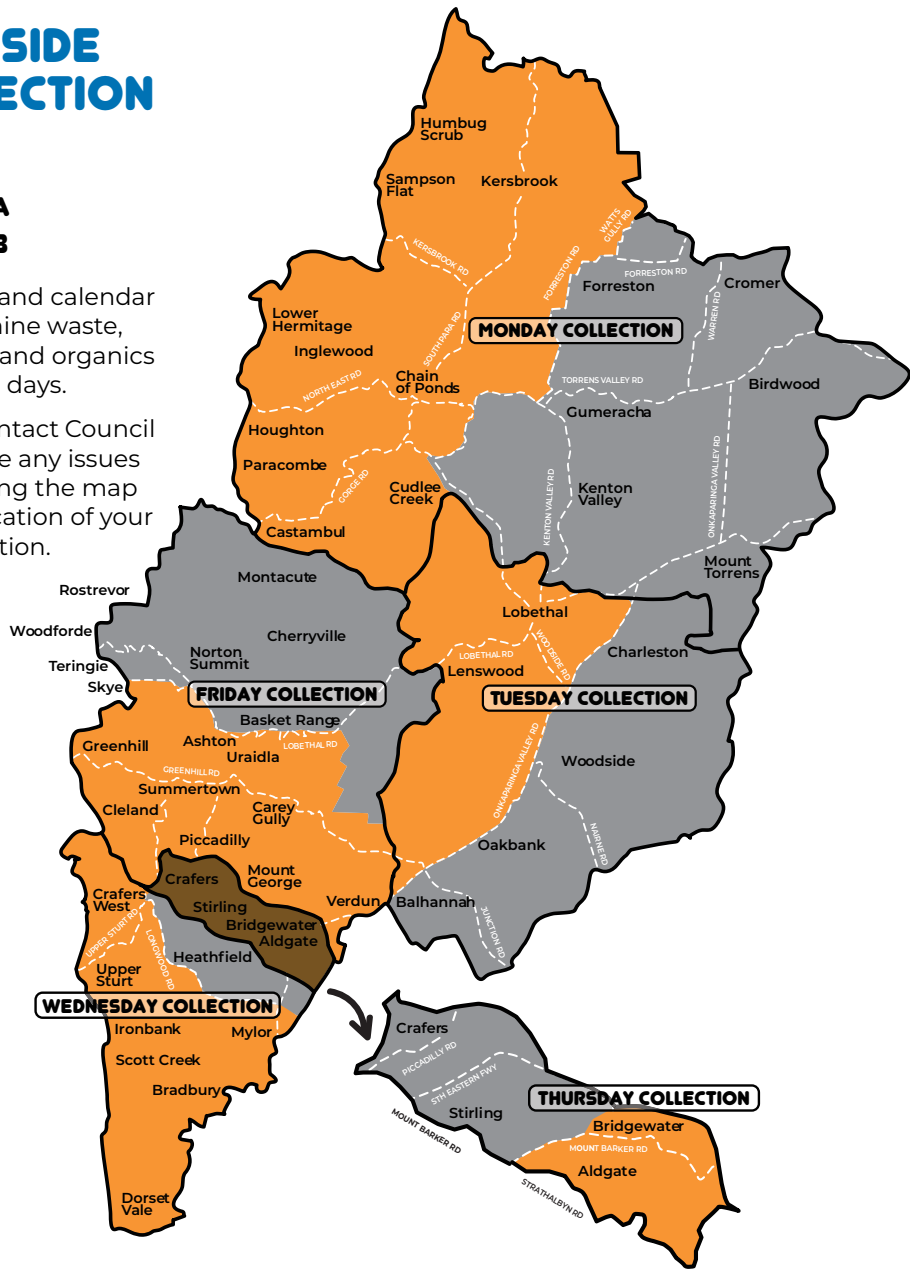 SIDE
ECTION
A
B
and calendar
nine waste,
and organics
days.
ntact Council
e any issues
ng the map
cation of your
tion.
Humbug
Scrub
Sampson
Flat
Kersbrook
WATTS
GULLY RD
KERSBROOK RD
FORRESTON RD
FORRESTON RD
Forreston
Cromer
Lower
Hermitage
Inglewood
SOUTH PARA RD
MONDAY COLLECTION
WARREN RD
NORTH EAST RD
Chain
of Ponds
TORRENS VALLEY RD
Birdwood
Gumeracha
Houghton
Paracombe
GORGE RD
Cudlee
Creek
Kenton
Valley
KENTON VALLEY RD
ONKAPARINGA VALLEY RD
Castambul
Mount
Torrens
Montacute
Rostrevor
Lobethal
Woodforde
Cherryville
Norton
Summit
WOODSIDE RD
LOBETHAL RD
Charleston
Teringie
Lenswood
Skye
FRIDAY COLLECTION
TUESDAY COLLECTION
Basket Range
Greenhill
Ashton
LOBETHAL RD
Uraidla
ONKAPARINGA VALLEY RD
Woodside
GREENHILL RD
Summertown
Cleland
Carey
Gully
Piccadilly
NAIRNE RD
Oakbank
Crafers
Mount
George
Crafers
West
Stirling
Verdun
Balhannah
Bridgewater
Aldgate
JUNCTION RD
UPPER STURT RD
LONGWOOD RD
Heathfield
Upper
Sturt
WEDNESDAY COLLECTION
Ironbank
Mylor
Crafers
PICCADILLY RD
Scott Creek
STH EASTERN FWY
Bradbury
THURSDAY COLLECTION
Stirling
Bridgewater
MOUNT BARKER RD
MOUNT BARKER RD
Aldgate
STRATHALBYN RD
Dorset
Vale